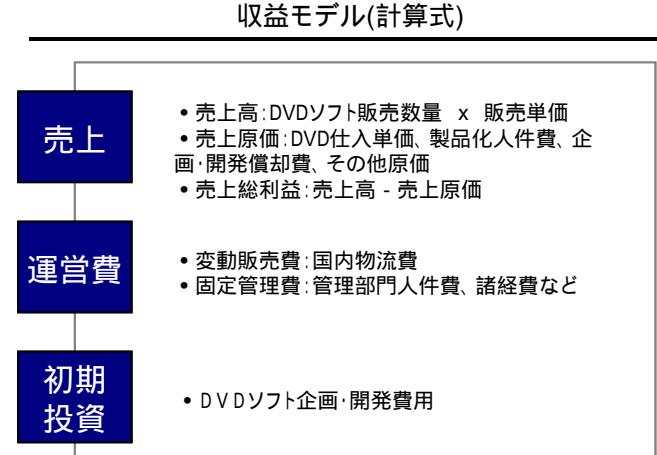 収益モデル(計算式)
売上
• 売上高:DVDソフト販売数量 x 販売単価
• 売上原価:DVD仕入単価、製品化人件費、企
画・開発償却費、その他原価
• 売上総利益:売上高 - 売上原価
運営費
• 変動販売費:国内物流費
• 固定管理費:管理部門人件費、諸経費など
初期
投資
• DVDソフト企画・開発費用